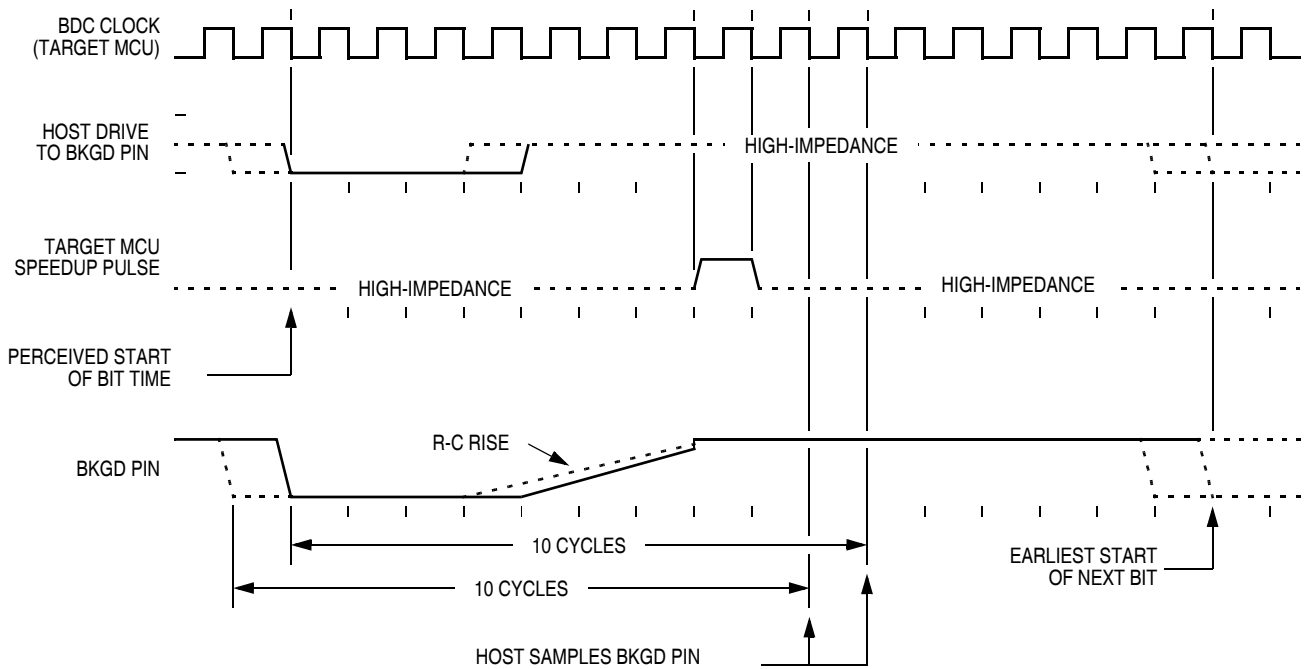 BDC CLOCK
(TARGET MCU)
HOST DRIVE
TO BKGD PIN
HIGH-IMPEDANCE
TARGET MCU
SPEEDUP PULSE
HIGH-IMPEDANCE
HIGH-IMPEDANCE
PERCEIVED START
OF BIT TIME
R-C RISE
BKGD PIN
10 CYCLES
EARLIEST START
OF NEXT BIT
10 CYCLES
HOST SAMPLES BKGD PIN